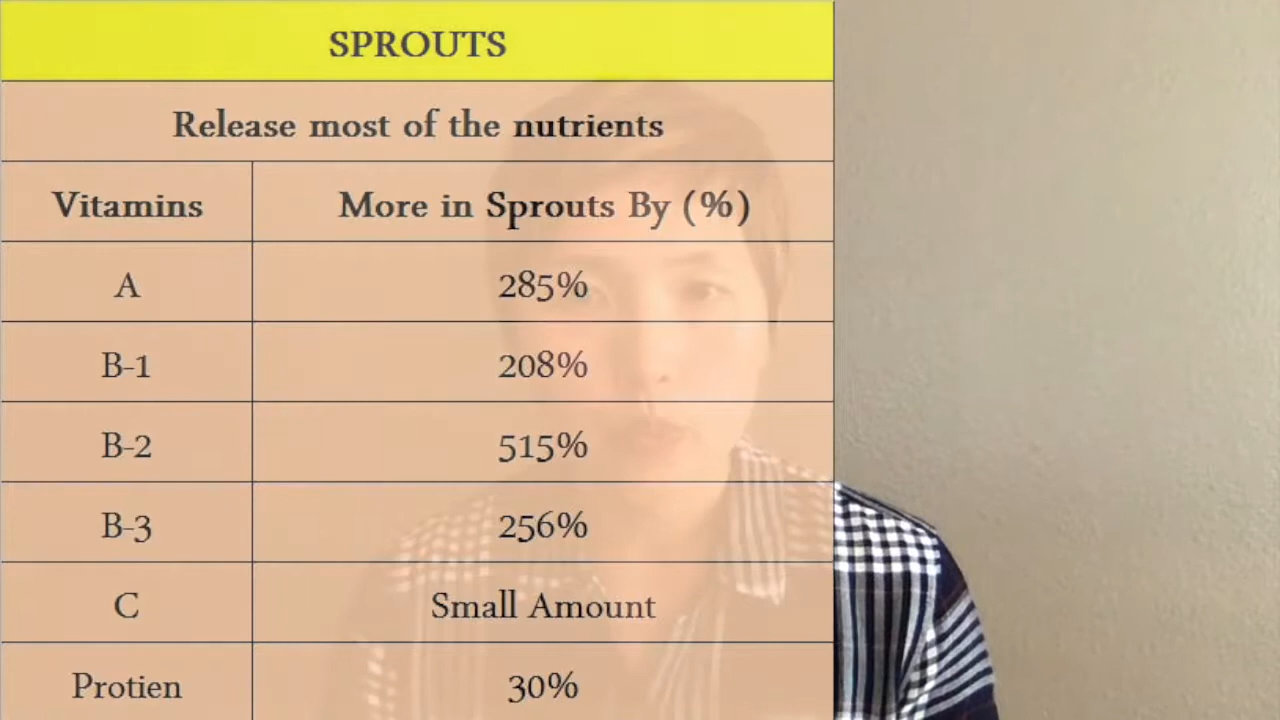 SPROUTS
Release most of the nutrients
Vitamins More in Sprouts By (%)
A 285%
B-1 208%
B-2 515%
B-3 256%
C Small Amount
Protien 30%